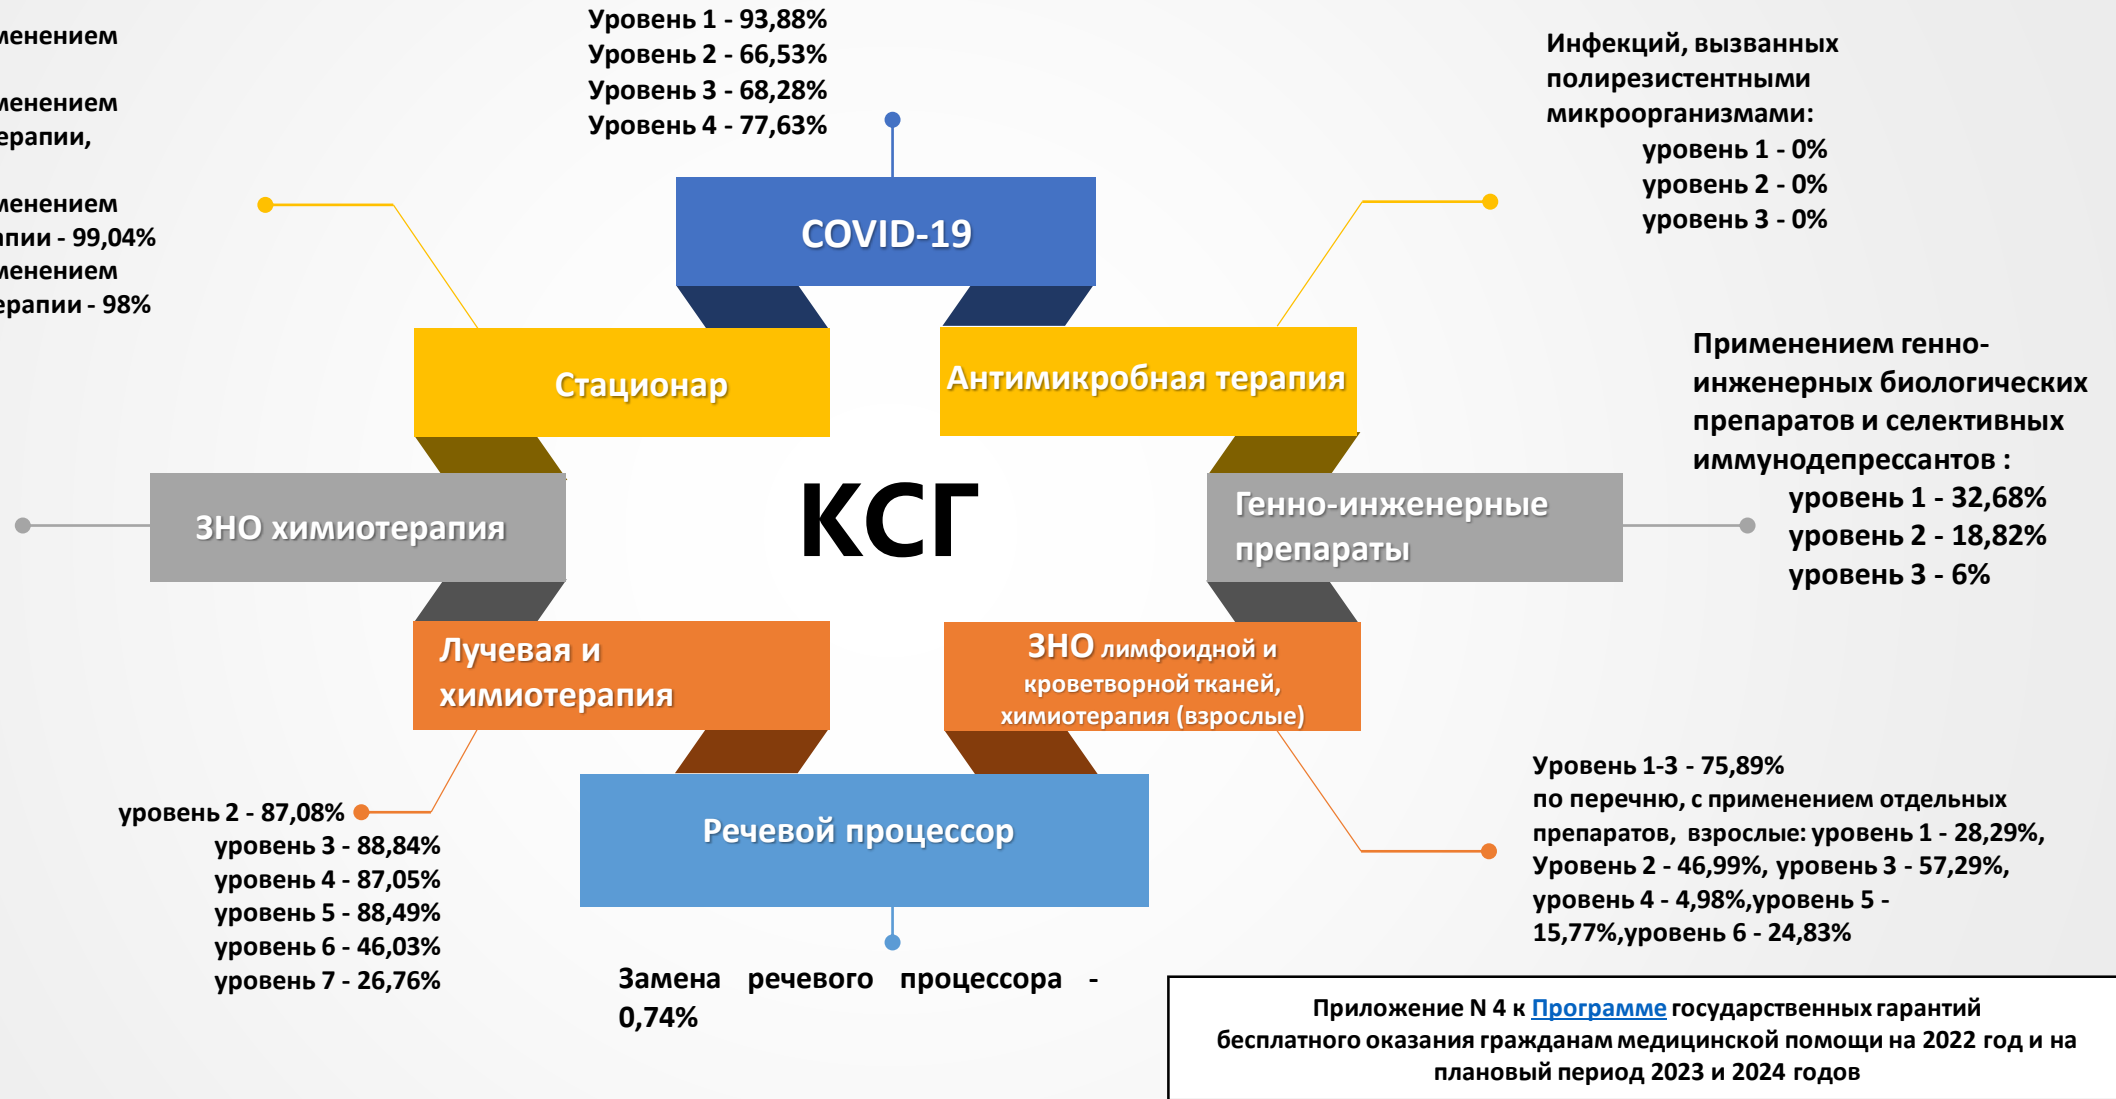 Уровень 1 - 93,88%
Уровень 2 - 66,53%
Уровень 3 - 68,28%
Уровень 4 - 77,63%
- 99,04%
- 98%
Инфекций, вызванных
полирезистентными
микроорганизмами:
уровень 1 - 0%
уровень 2 - 0%
уровень 3 - 0%
COVID-19
Стационар
Антимикробная терапия
Применением генно-
инженерных биологических
препаратов и селективных
иммунодепрессантов :
уровень 1 - 32,68%
уровень 2 - 18,82%
уровень 3 - 6%
КСГ
ЗНО химиотерапия
Генно-инженерные
препараты
Лучевая и
химиотерапия
ЗНО лимфоидной и
кроветворной тканей,
химиотерапия (взрослые)
Речевой процессор
уровень 2 - 87,08%
уровень 3 - 88,84%
уровень 4 - 87,05%
уровень 5 - 88,49%
уровень 6 - 46,03%
уровень 7 - 26,76%
Уровень 1-3 - 75,89%
по перечню, с применением отдельных
препаратов, взрослые: уровень 1 - 28,29%,
Уровень 2 - 46,99%, уровень 3 - 57,29%,
уровень 4 - 4,98%,уровень 5 -
15,77%,уровень 6 - 24,83%
Замена речевого процессора -
0,74%
Приложение N 4 к Программе государственных гарантий
бесплатного оказания гражданам медицинской помощи на 2022 год и на
плановый период 2023 и 2024 годов